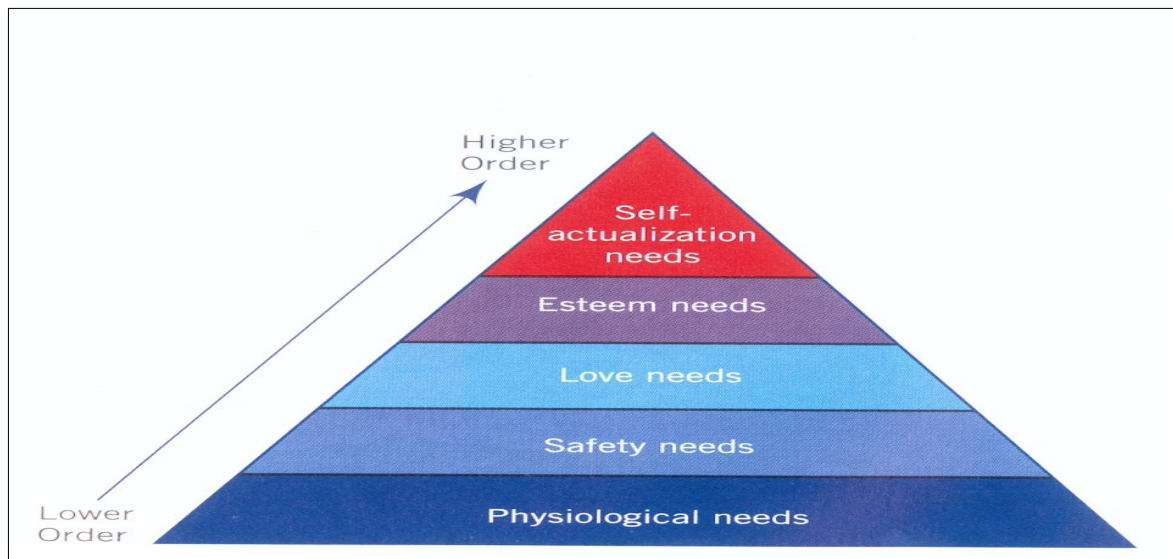 Higher
Order
Self-
actualization
needs
Esteem needs
Love needs
Safety needs
Physiological needs
Lower
Order